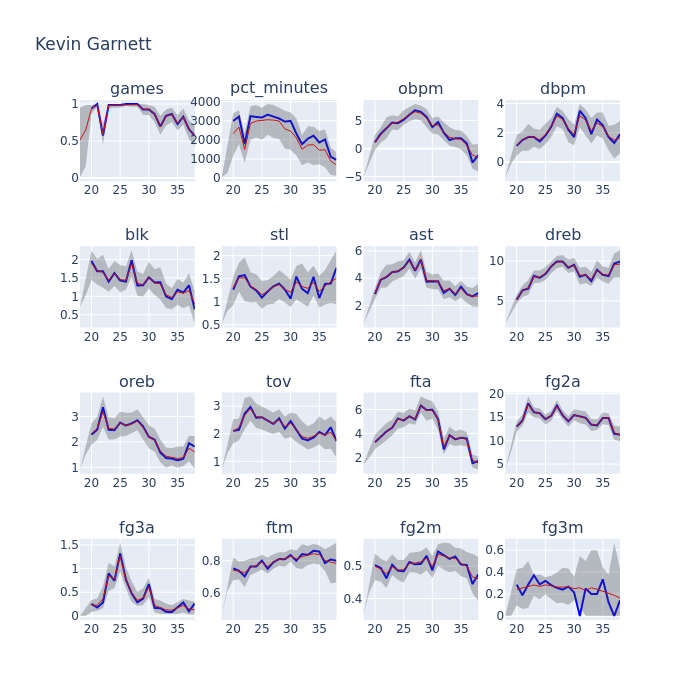 Kevin Garnett
games pct_minutes obpm dbpm
1 0.5 0 20 25 30 35
4000 3000 2000 1000 0 20 25 30 35
5 0 −5 20 25 30 35
4 2 0 20 25 30 35
blk stl ast dreb
2 1.5 1 0.5 20 25 30 35
2 1.5 1 0.5 20 25 30 35
6 4 2 20 25 30 35
10 5 20 25 30 35
oreb tov fta fg2a
3 2 1 20 25 30 35
3 2 1 20 25 30 35
6 4 2 20 25 30 35
20 15 10 5 20 25 30 35
fg3a ftm fg2m fg3m
1.5 1 0.5 0 20 25 30 35
0.8 0.6 20 25 30 35
0.5 0.4 20 25 30 35
0.6 0.4 0.2 0 20 25 30 35